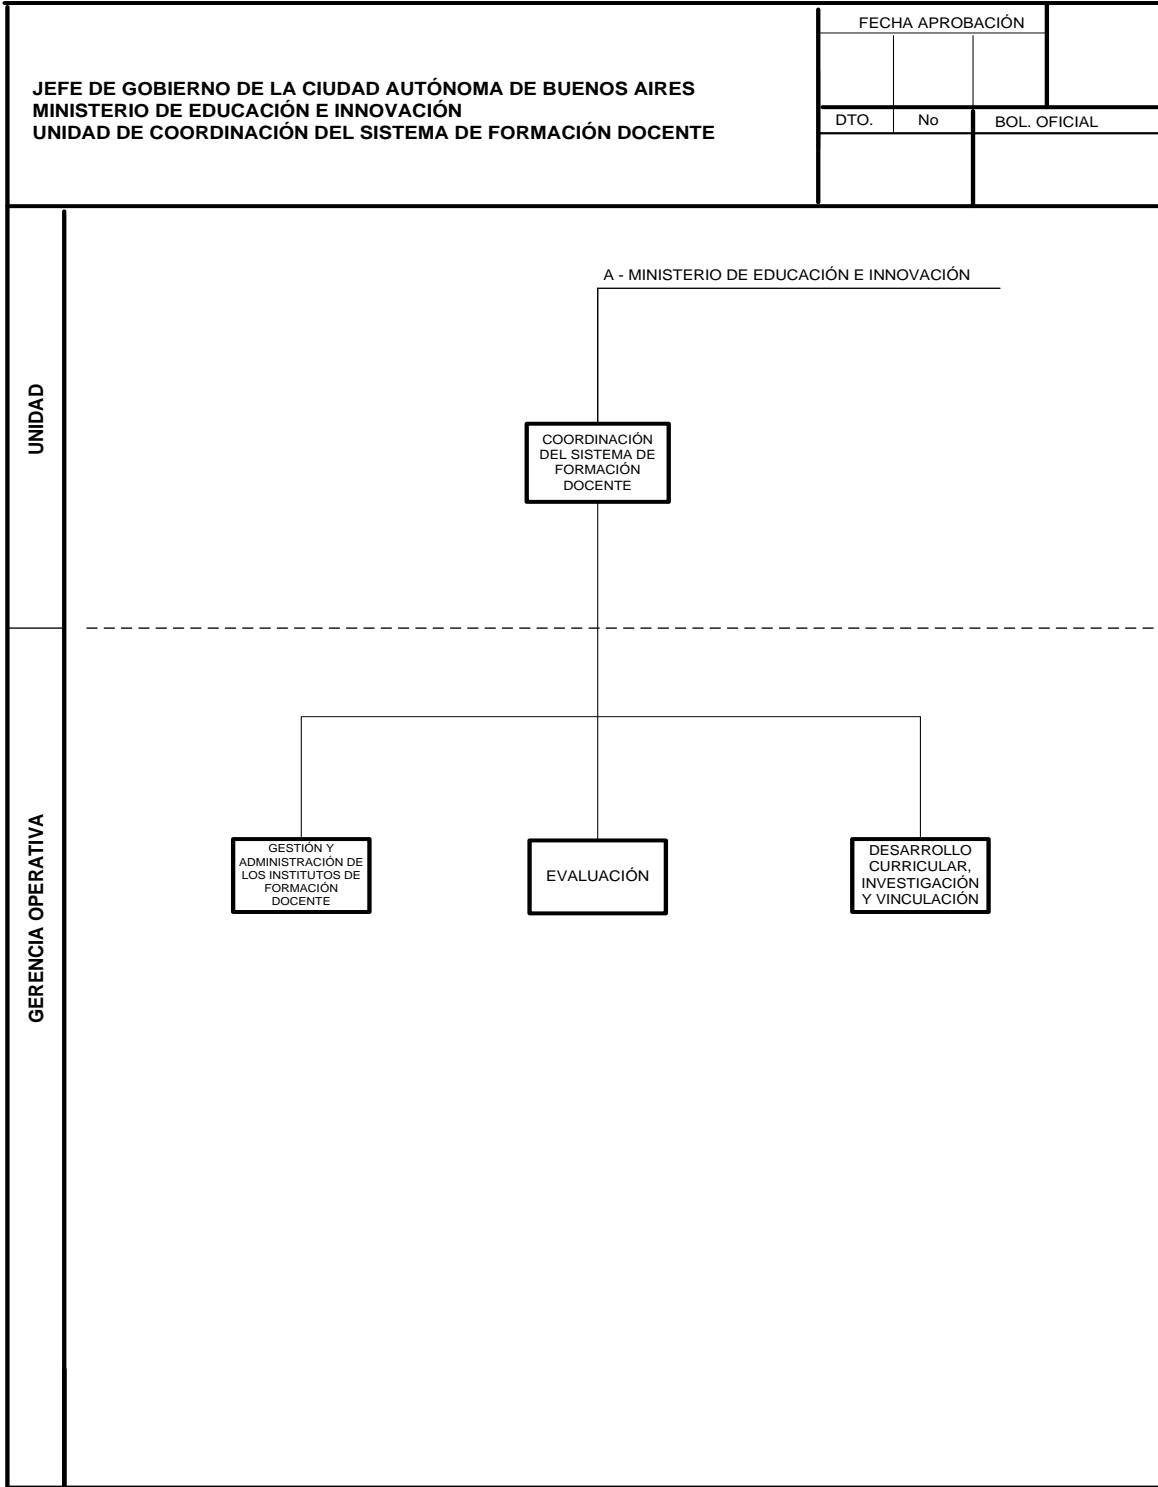 JEFE DE GOBIERNO DE LA CIUDAD AUTÓNOMA DE BUENOS AIRES
MINISTERIO DE EDUCACIÓN E INNOVACIÓN
UNIDAD DE COORDINACIÓN DEL SISTEMA DE FORMACIÓN DOCENTE
FECHA APROBACIÓN
DTO. No BOL. OFICIAL
A - MINISTERIO DE EDUCACIÓN E INNOVACIÓN
UNIDAD
COORDINACIÓN
DEL SISTEMA DE
FORMACIÓN
DOCENTE
GERENCIA OPERATIVA
GESTIÓN Y
ADMINISTRACIÓN DE
LOS INSTITUTOS DE
FORMACIÓN
DOCENTE
EVALUACIÓN
DESARROLLO
CURRICULAR,
INVESTIGACIÓN
Y VINCULACIÓN